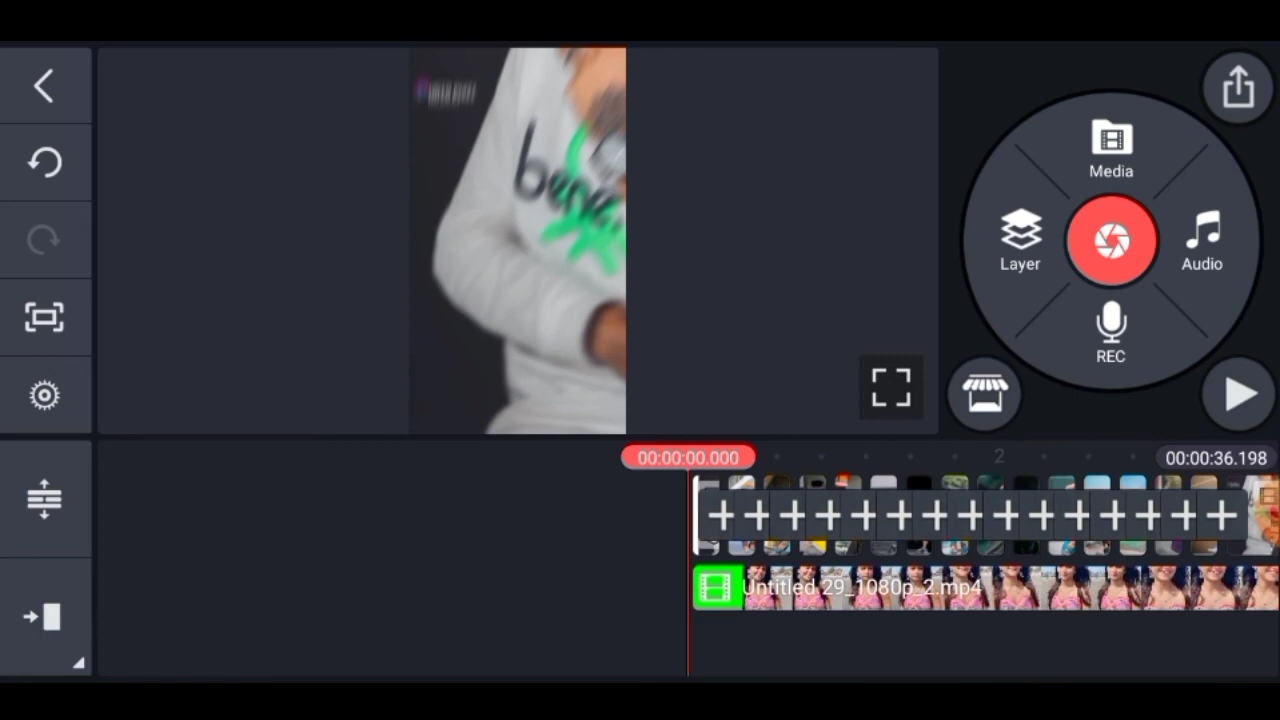 Media
Layer
Audio
REC
00:00:00.000
2
00:00:36.198
Untitled 29_1080p_2.mp4